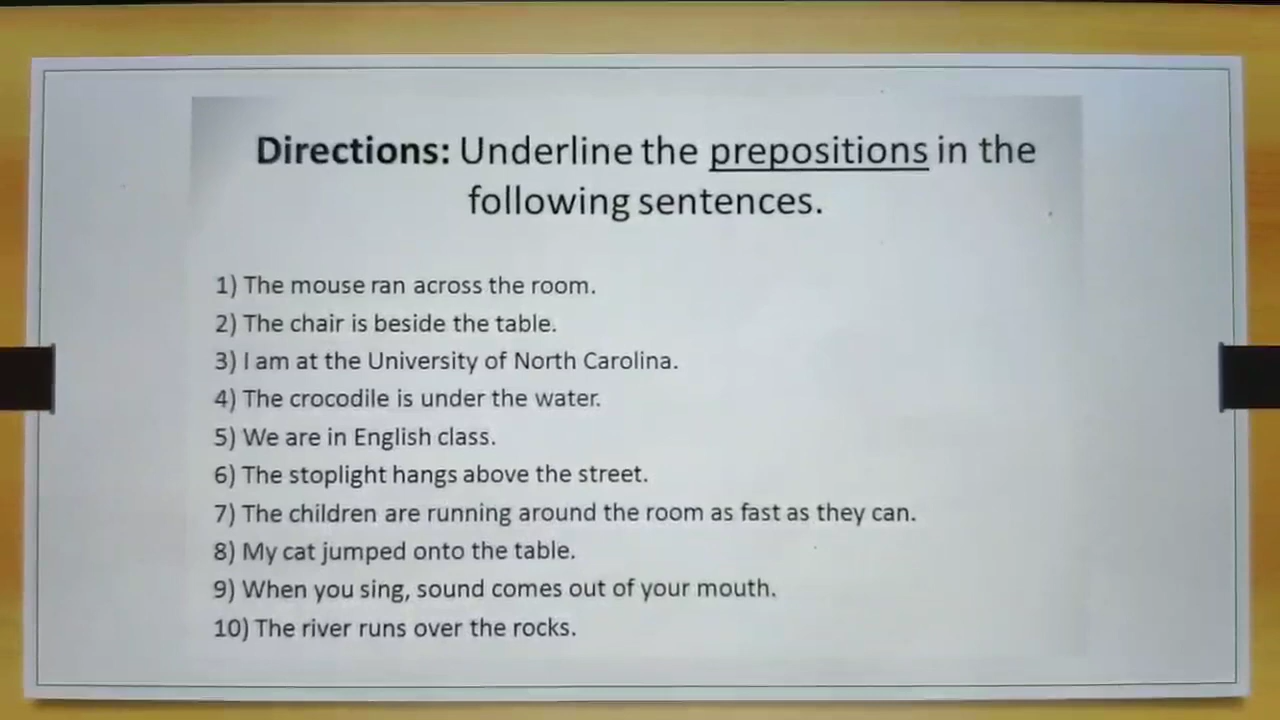 Directions: Underline the prepositions in the
following sentences.
1) The mouse ran across the room.
2) The chair is beside the table.
3) I am at the University of North Carolina.
4) The crocodile is under the water.
5) We are in English class.
6) The stoplight hangs above the street.
7) The children are running around the room as fast as they can.
8) My cat jumped onto the table.
9) When you sing, sound comes out of your mouth.
10) The river runs over the rocks.